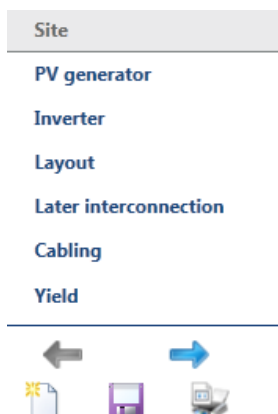 Site
PV generator
Inverter
Layout
Later interconnection
Cabling
Yield